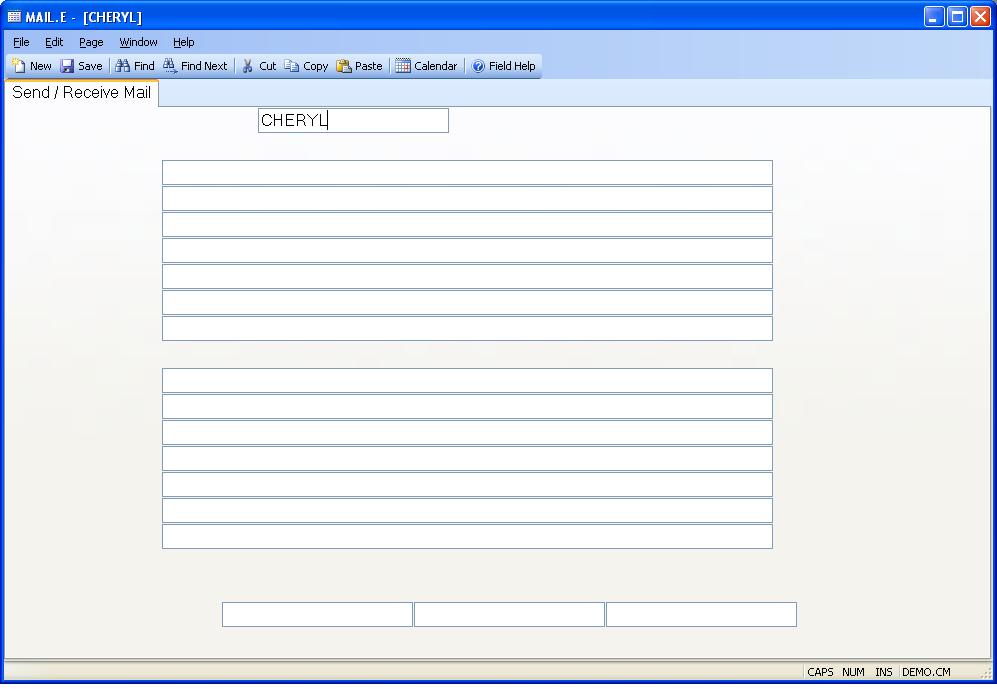 MAIL.E - [CHERYL]
File Edit Page Window Help
New Save Find Find Next Cut Copy Paste Calendar Field Help
Send / Receive Mail
CHERYL
CAPS NUM INS DEMO.CM